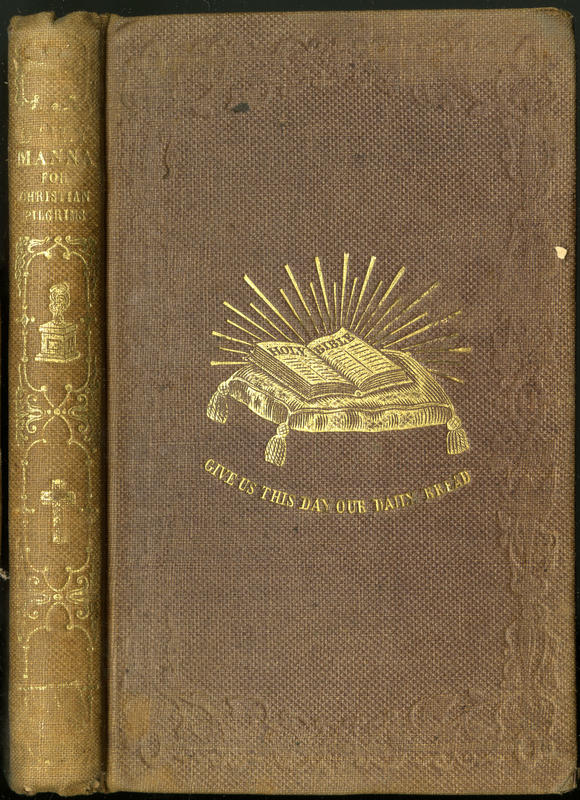 MANNA
FOR
CHRISTIAN
PILGRIMS
HOLY BIBLE
GIVE US THIS DAY OUR DAILY BREAD